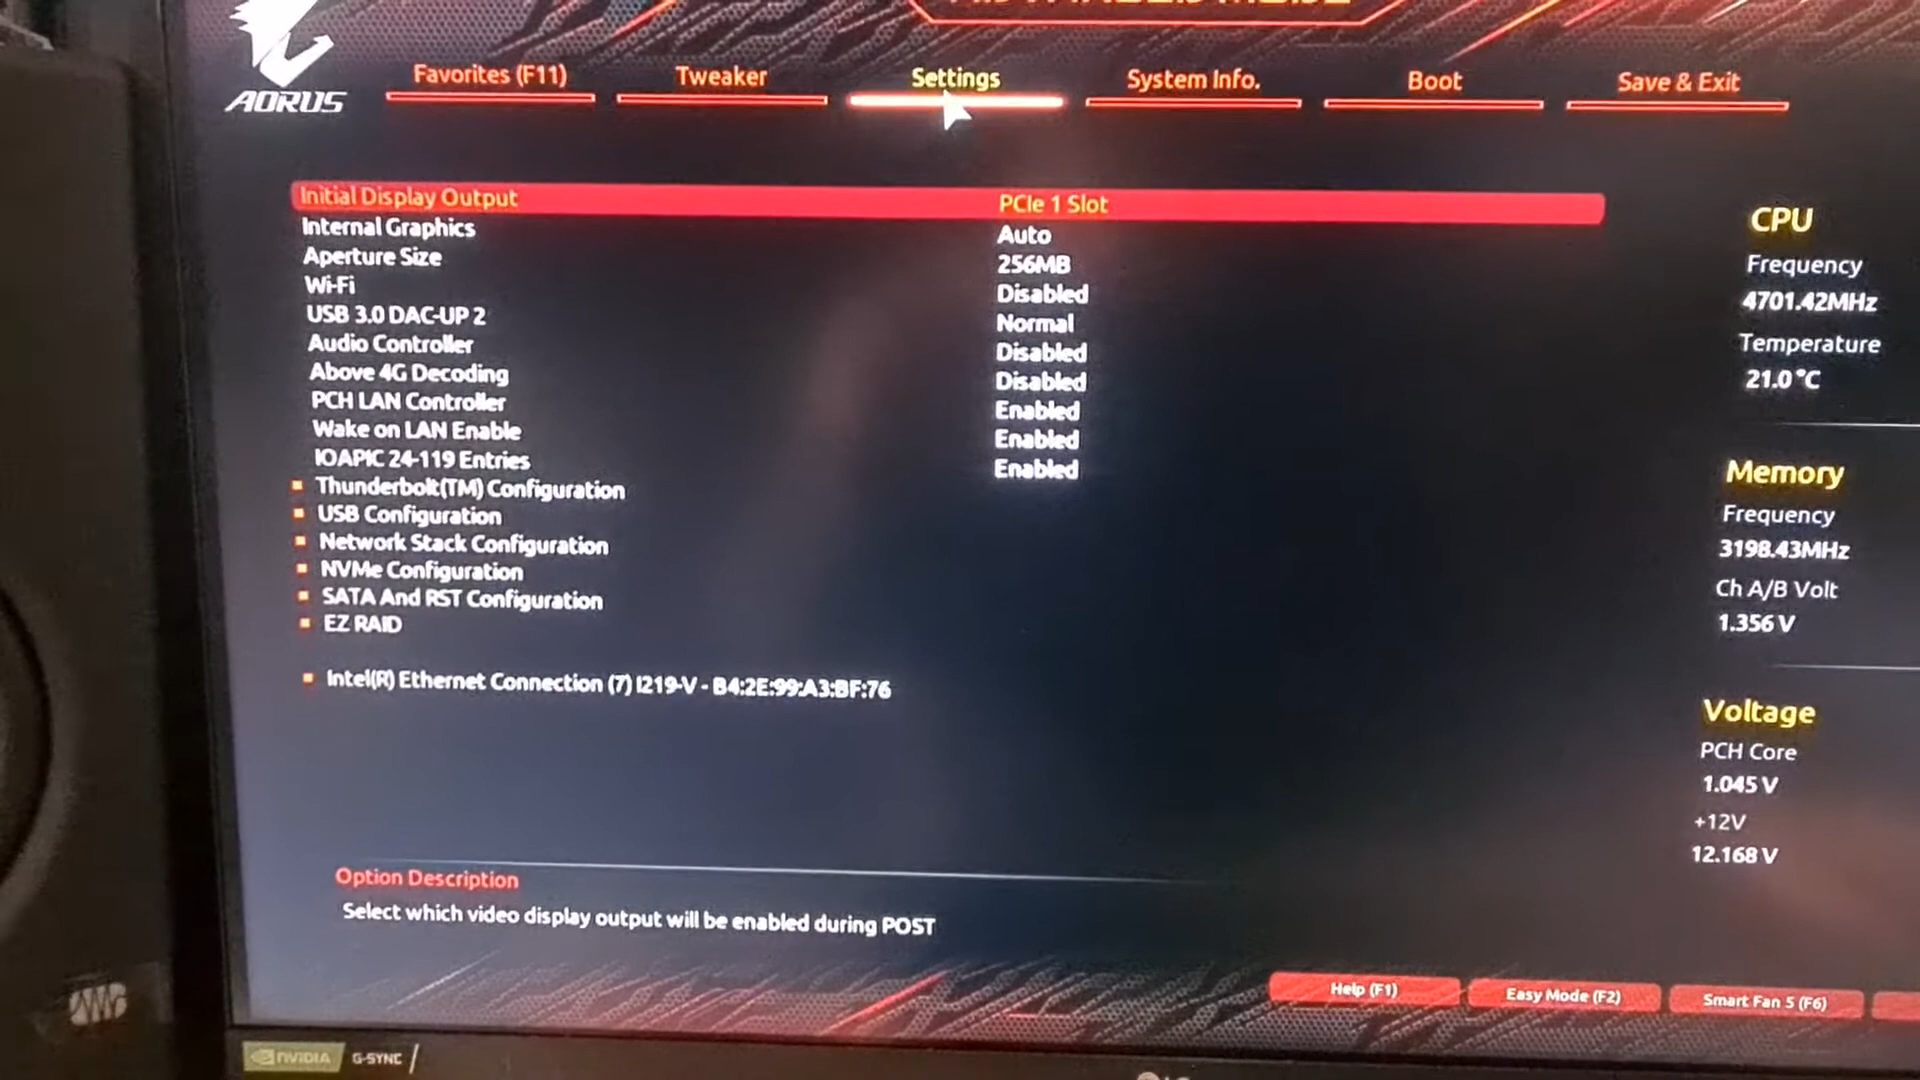 AORUS
Favorites (F11)
Tweaker
Settings
System Info.
Boot
Save & Exit
Initial Display Output PCIe 1 Slot
Internal Graphics Auto
Aperture Size 256MB
Wi-Fi Disabled
USB 3.0 DAC-UP 2 Normal
Audio Controller Disabled
Above 4G Decoding Disabled
PCH LAN Controller Enabled
Wake on LAN Enable Enabled
IOAPIC 24-119 Entries Enabled
Thunderbolt(TM) Configuration
USB Configuration
Network Stack Configuration
NVMe Configuration
SATA And RST Configuration
EZ RAID
Intel(R) Ethernet Connection (7) I219-V - B4:2E:99:A3:BF:76
CPU
Frequency
4701.42MHz
Temperature
21.0 °C
Memory
Frequency
3198.43MHz
Ch A/B Volt
1.356 V
Voltage
PCH Core
1.045 V
+12V
12.168 V
Option Description
Select which video display output will be enabled during POST
Help (F1)
Easy Mode (F2)
Smart Fan 5 (F6)
NVIDIA G-SYNC